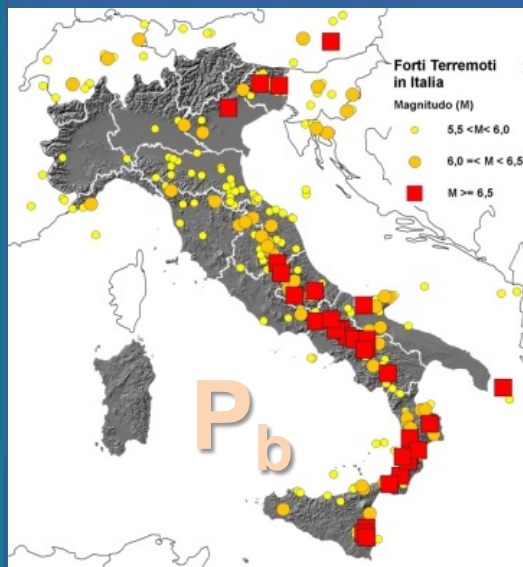 Forti Terremoti
in Italia
Magnitudo (M)
5,5 <M< 6,0
6,0 =< M < 6,5
M >= 6,5
Pb